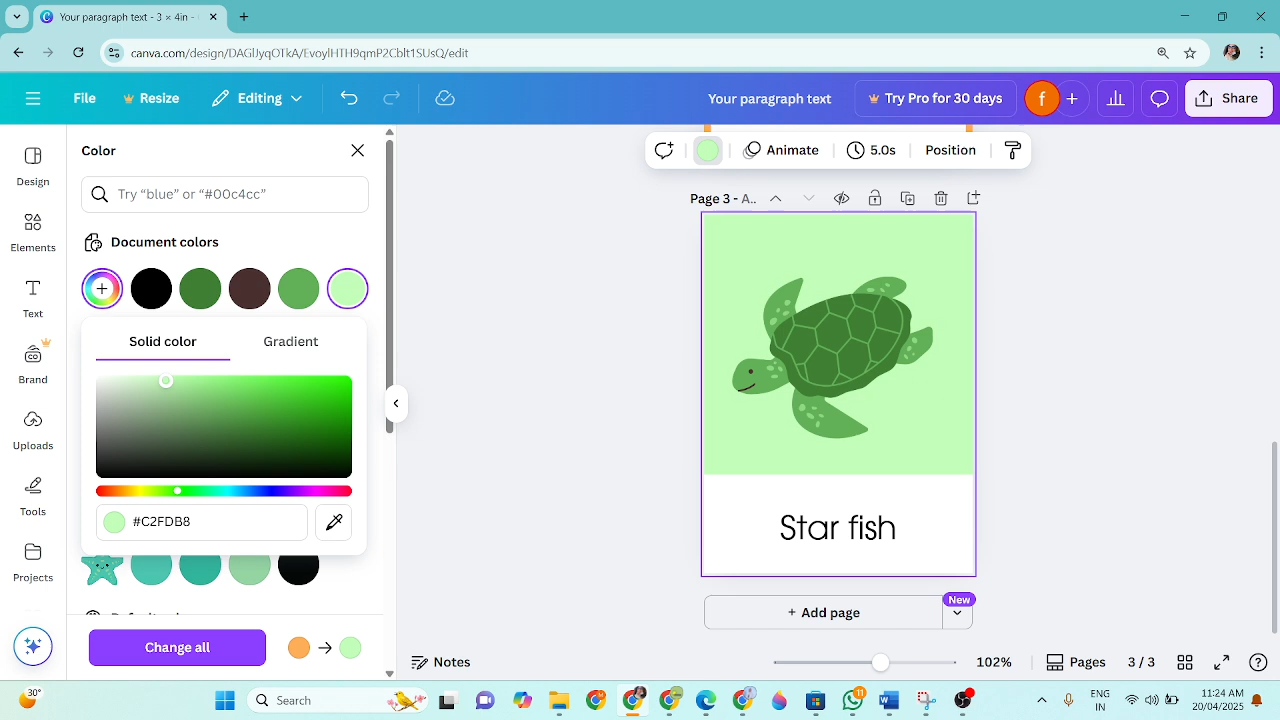 Your paragraph text - 3 × 4in -
canva.com/design/DAGlJyqOTkA/EvoylHTH9qmP2Cblt1SUsQ/edit
File
Resize
Editing
Your paragraph text
Try Pro for 30 days
f
Share
Design
Elements
Text
Brand
Uploads
Tools
Projects
Color
Try “blue” or “#00c4cc”
Document colors
Solid color
Gradient
#C2FDB8
Change all
Animate
5.0s
Position
Page 3 - A..
Star fish
+ Add page
New
Notes
102%
Pages
3 / 3
30°
Search
11
ENG
IN
11:24 AM
20/04/2025